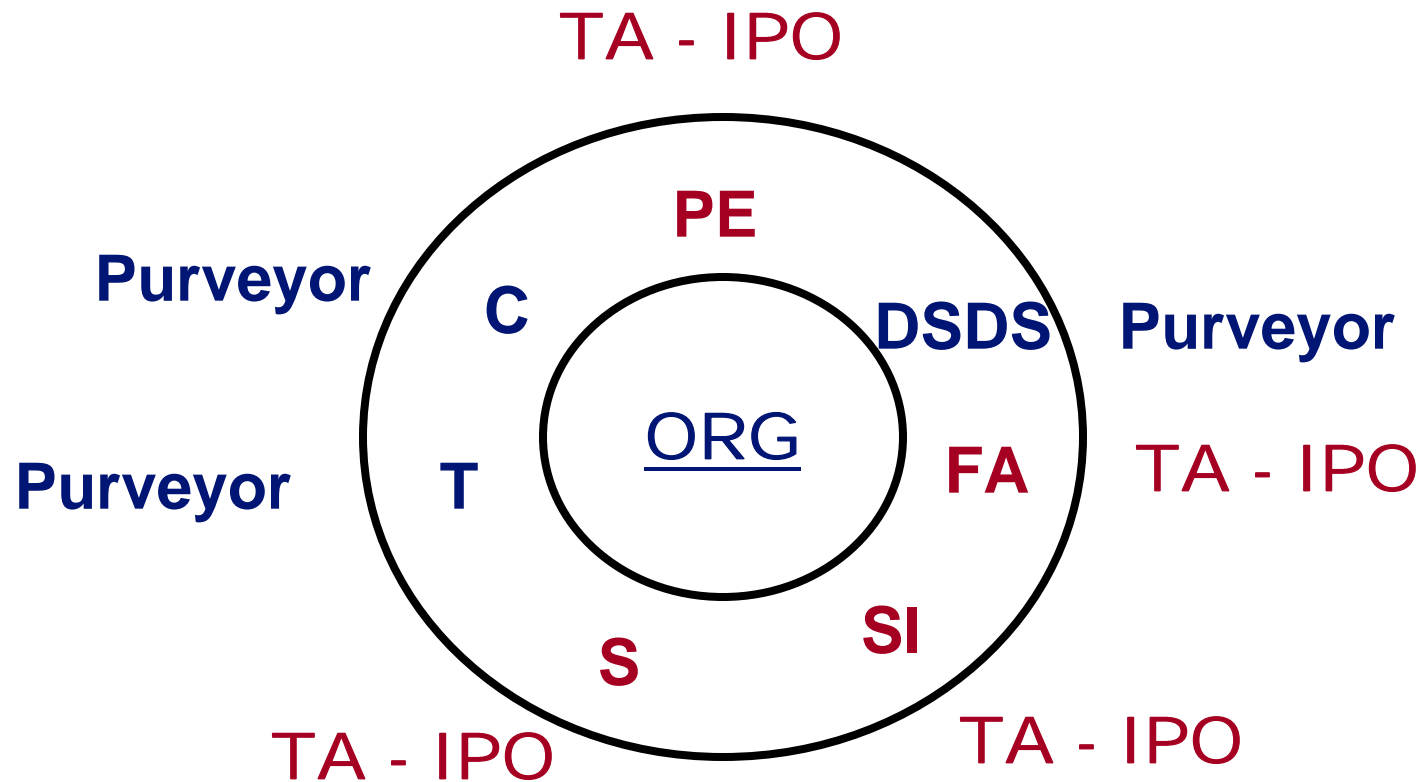 TA - IPO
PE
Purveyor
C
DSDS
Purveyor
ORG
FA
TA - IPO
Purveyor
T
SI
S
TA - IPO
TA - IPO